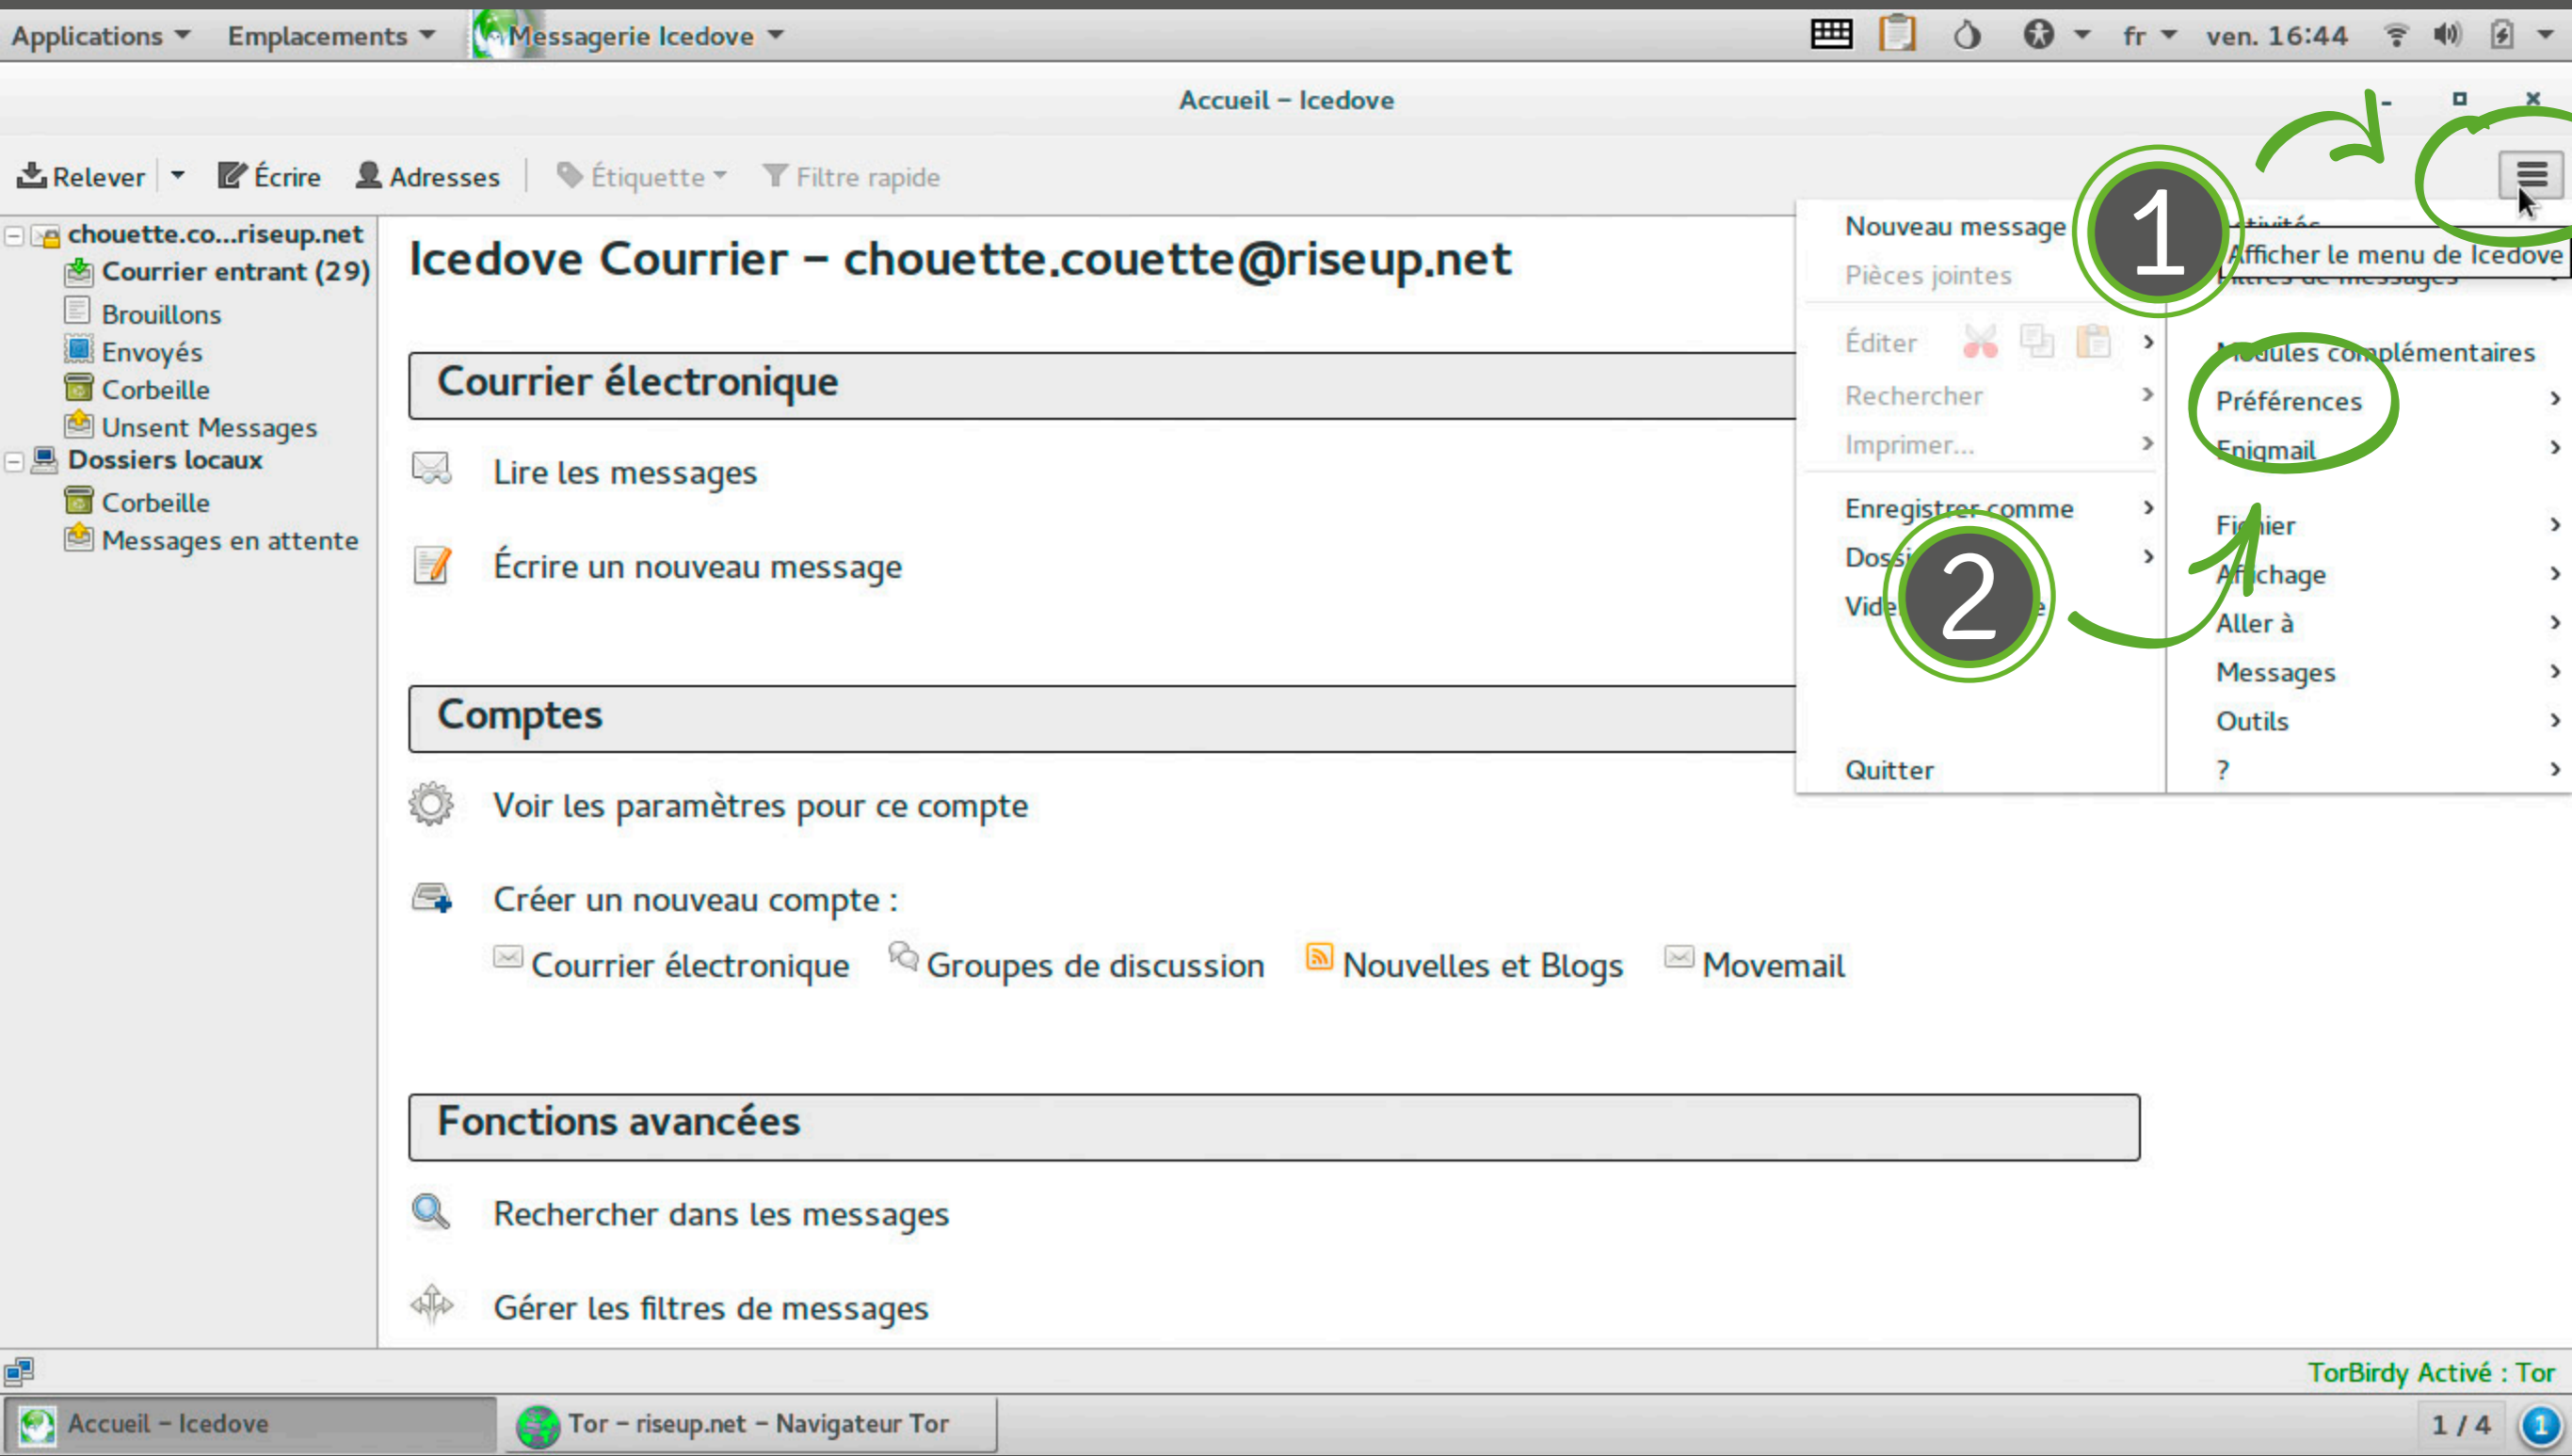 Applications Emplacements Messagerie Icedove fr ven. 16:44
Accueil – Icedove
Relever Écrire Adresses Étiquette Filtre rapide
chouette.co...riseup.net
Courrier entrant (29)
Brouillons
Envoyés
Corbeille
Unsent Messages
Dossiers locaux
Corbeille
Messages en attente
Icedove Courrier – chouette.couette@riseup.net
Courrier électronique
Lire les messages
Écrire un nouveau message
Comptes
Voir les paramètres pour ce compte
Créer un nouveau compte :
Courrier électronique Groupes de discussion Nouvelles et Blogs Movemail
Fonctions avancées
Rechercher dans les messages
Gérer les filtres de messages
Nouveau message
Pièces jointes
Éditer
Rechercher
Imprimer...
Enregistrer comme
Quitter
1
2
Afficher le menu de Icedove
Filtres de messages
Modules complémentaires
Préférences
Enigmail
Fichier
Affichage
Aller à
Messages
Outils
?
TorBirdy Activé : Tor
Accueil – Icedove Tor – riseup.net – Navigateur Tor 1 / 4 1